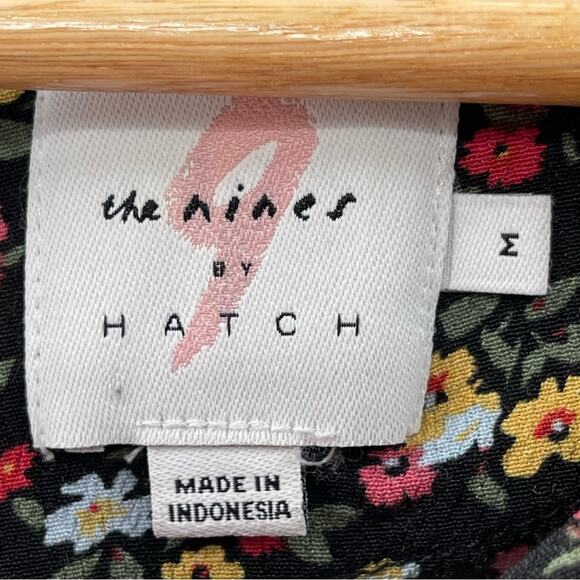 the nines
BY
HATCH
M
MADE IN
INDONESIA